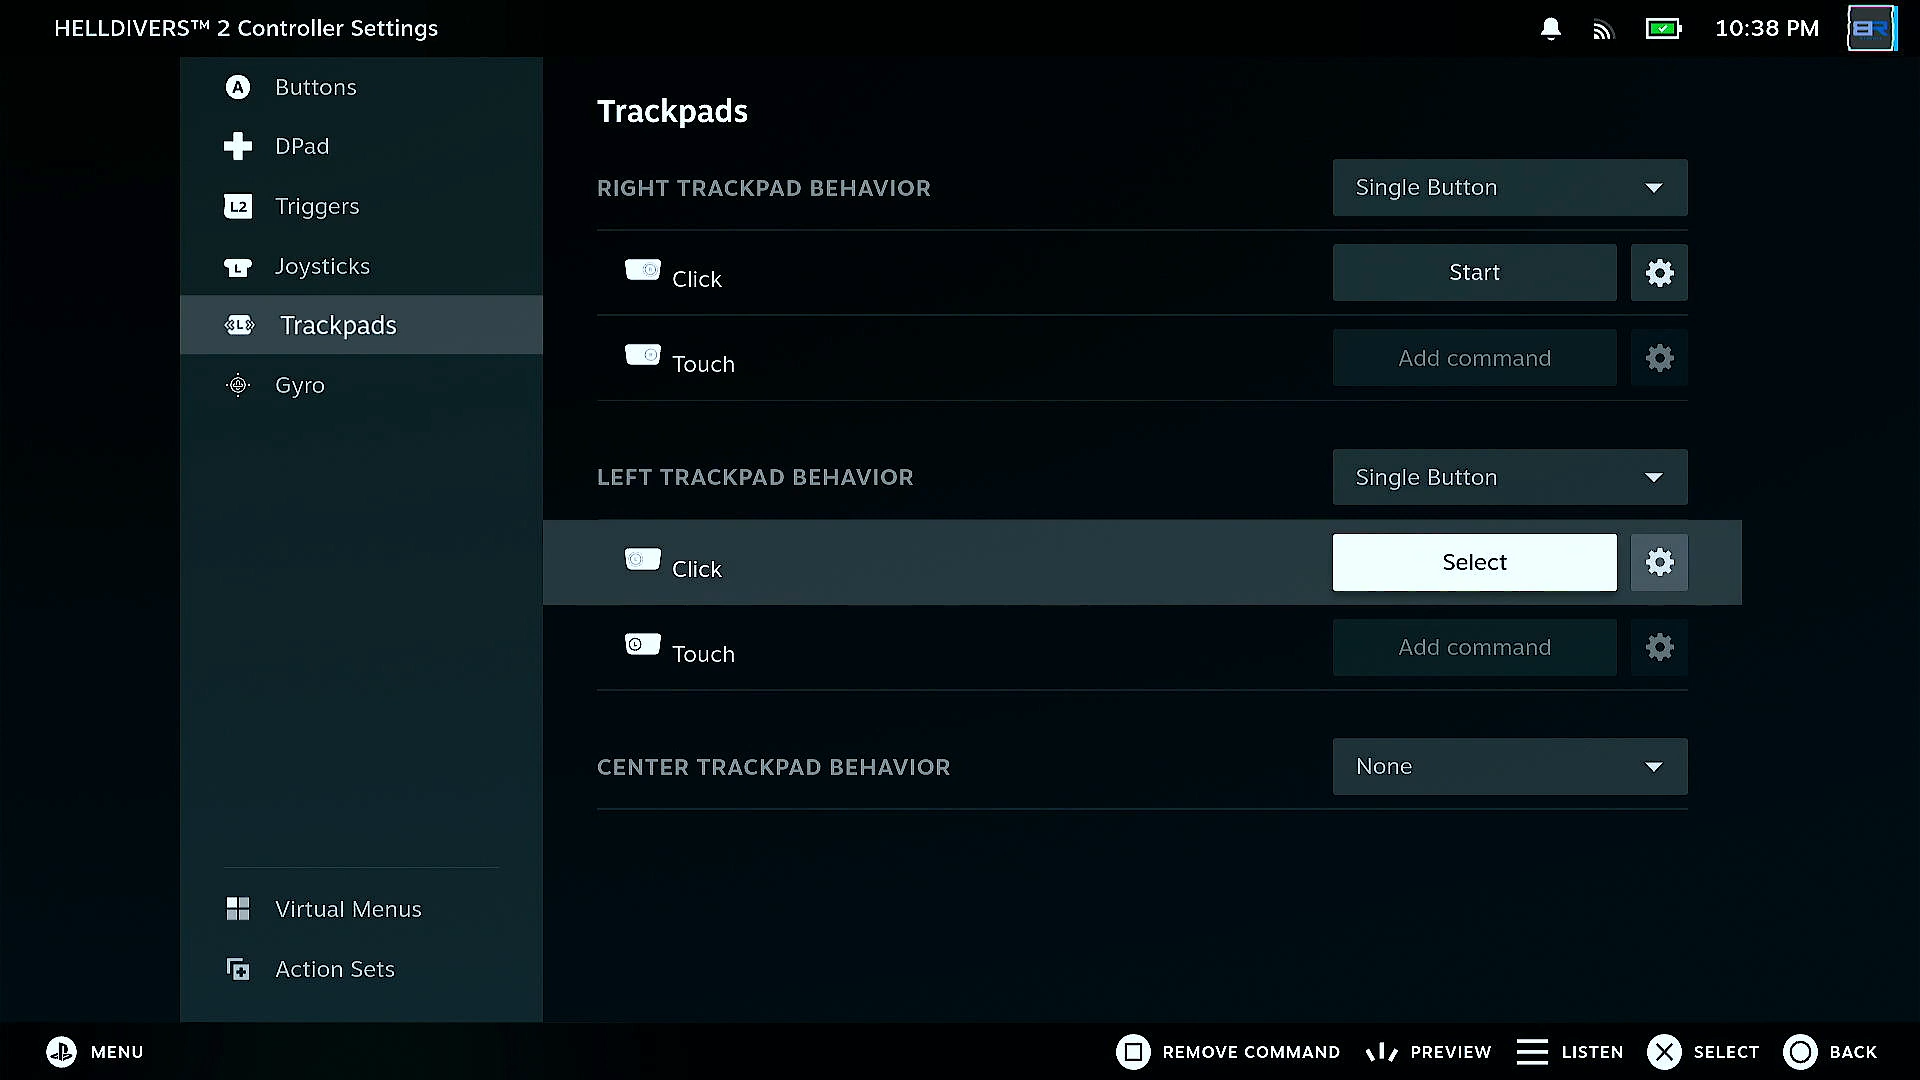 HELLDIVERS™ 2 Controller Settings
10:38 PM
BR
A Buttons
DPad
L2 Triggers
L Joysticks
L Trackpads
Gyro
Virtual Menus
Action Sets
Trackpads
RIGHT TRACKPAD BEHAVIOR
Single Button
Click
Start
Touch
Add command
LEFT TRACKPAD BEHAVIOR
Single Button
Click
Select
Touch
Add command
CENTER TRACKPAD BEHAVIOR
None
MENU
REMOVE COMMAND
PREVIEW
LISTEN
SELECT
BACK